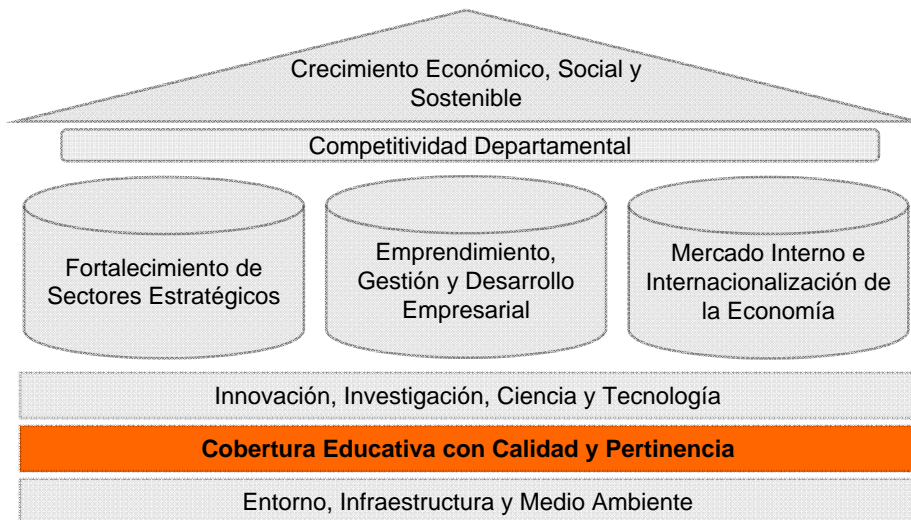 Crecimiento Económico, Social y
Sostenible
Competitividad Departamental
Fortalecimiento de
Sectores Estratégicos
Emprendimiento,
Gestión y Desarrollo
Empresarial
Mercado Interno e
Internacionalización de
la Economía
Innovación, Investigación, Ciencia y Tecnología
Cobertura Educativa con Calidad y Pertinencia
Entorno, Infraestructura y Medio Ambiente